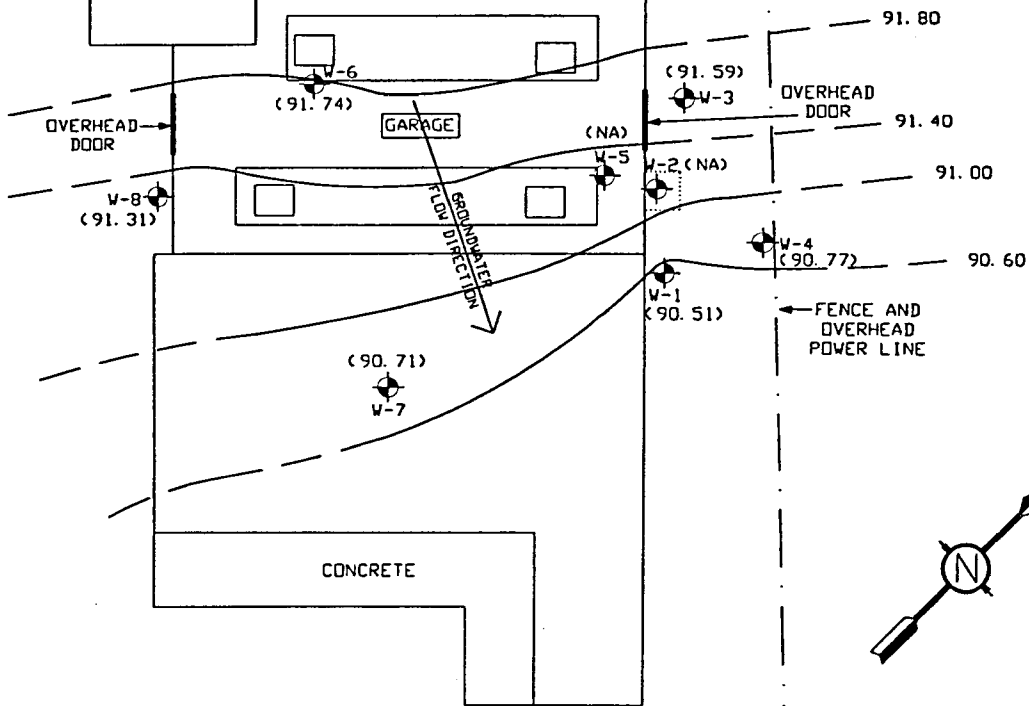 91.80
W-6
(91.74)
(91.59)
W-3
OVERHEAD
DOOR
OVERHEAD
DOOR
GARAGE
91.40
(NA)
W-5
W-2 (NA)
91.00
W-8
(91.31)
GROUNDWATER
FLOW DIRECTION
W-4
(90.77)
90.60
W-1
(90.51)
FENCE AND
OVERHEAD
POWER LINE
(90.71)
W-7
CONCRETE
N